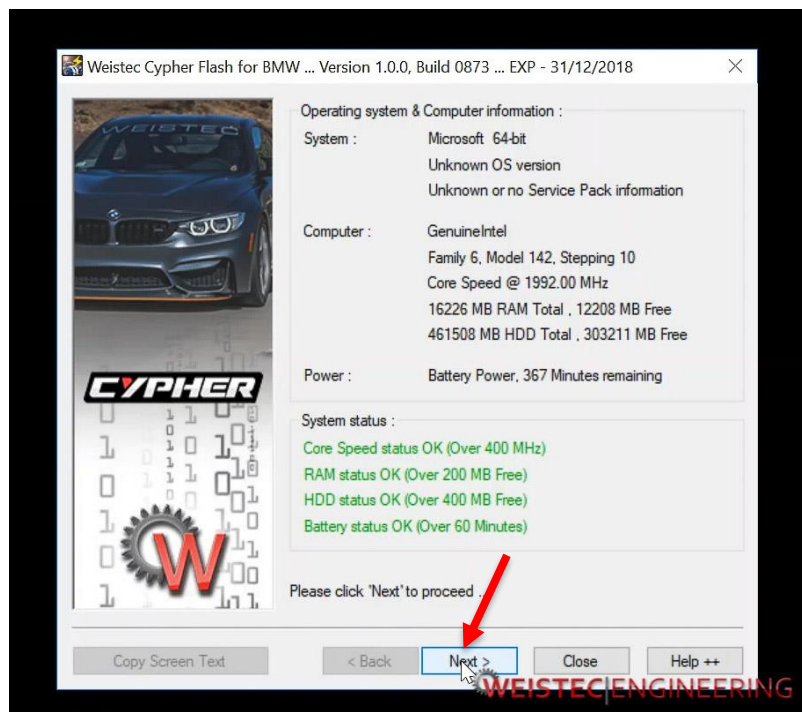 Weistec Cypher Flash for BMW ... Version 1.0.0, Build 0873 ... EXP - 31/12/2018
WEISTEC
Operating system & Computer information :
System : Microsoft 64-bit
Unknown OS version
Unknown or no Service Pack information
Computer : GenuineIntel
Family 6, Model 142, Stepping 10
Core Speed @ 1992.00 MHz
16226 MB RAM Total , 12208 MB Free
461508 MB HDD Total , 303211 MB Free
Power : Battery Power, 367 Minutes remaining
CYPHER
System status :
Core Speed status OK (Over 400 MHz)
RAM status OK (Over 200 MB Free)
HDD status OK (Over 400 MB Free)
Battery status OK (Over 60 Minutes)
W
Please click 'Next' to proceed ..
Copy Screen Text
< Back
Next >
Close
Help ++
WEISTEC|ENGINEERING